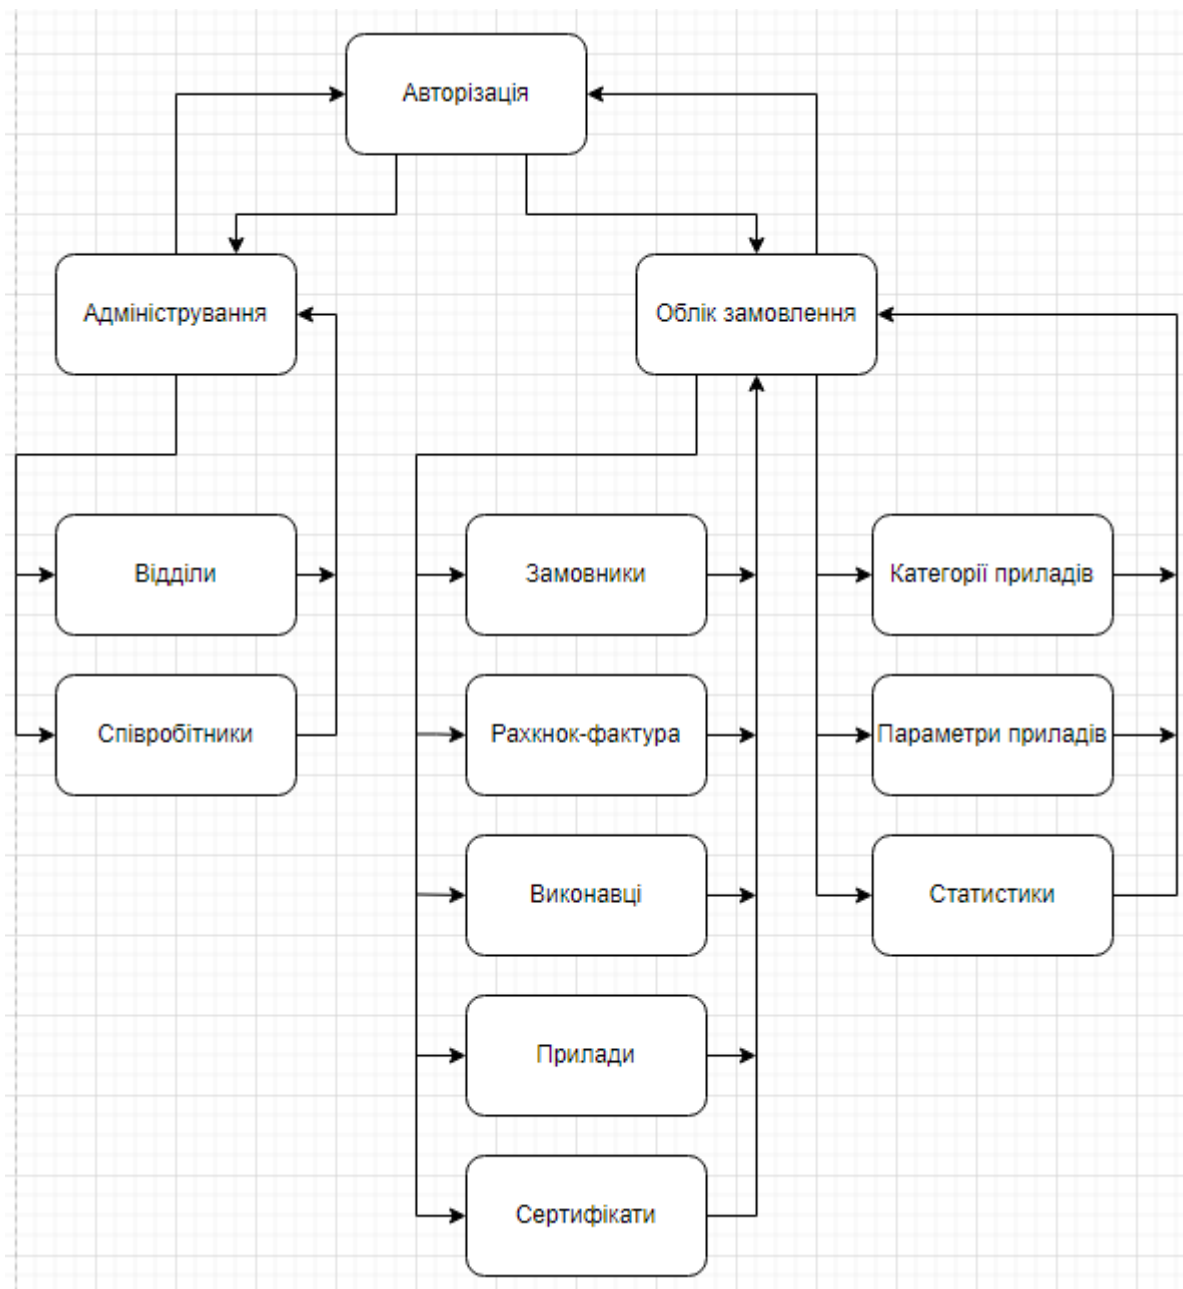 Авторізація
Адміністрування
Облік замовлення
Відділи
Співробітники
Замовники
Рахкнок-фактура
Виконавці
Прилади
Сертифікати
Категорії приладів
Параметри приладів
Статистики